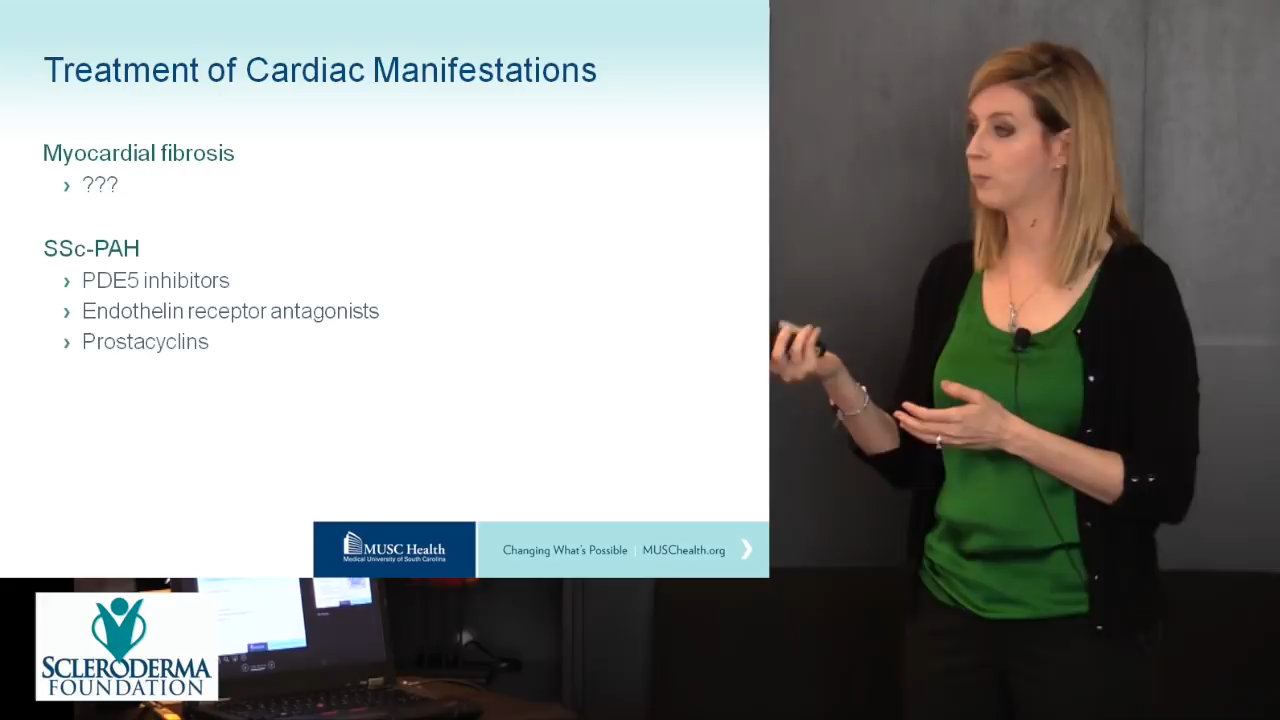 Treatment of Cardiac Manifestations
Myocardial fibrosis
› ???
SSc-PAH
› PDE5 inhibitors
› Endothelin receptor antagonists
› Prostacyclins
MUSC Health
Medical University of South Carolina
Changing What's Possible | MUSChealth.org
SCLERODERMA
FOUNDATION